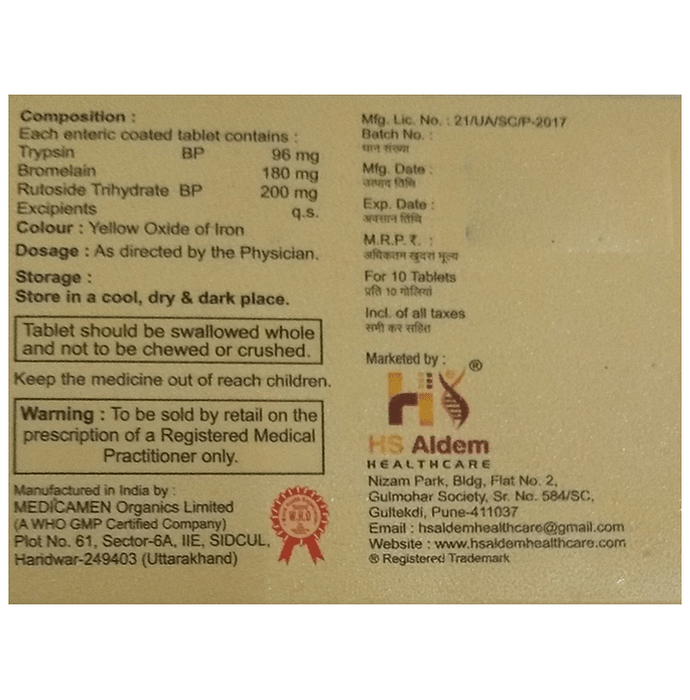 Composition :
Each enteric coated tablet contains :
Trypsin BP 96 mg
Bromelain 180 mg
Rutoside Trihydrate BP 200 mg
Excipients q.s.
Colour : Yellow Oxide of Iron
Dosage : As directed by the Physician.
Storage :
Store in a cool, dry & dark place.
Tablet should be swallowed whole
and not to be chewed or crushed.
Keep the medicine out of reach children.
Warning : To be sold by retail on the
prescription of a Registered Medical
Practitioner only.
Manufactured in India by :
MEDICAMEN Organics Limited
(A WHO GMP Certified Company)
Plot No. 61, Sector-6A, IIE, SIDCUL,
Haridwar-249403 (Uttarakhand)
W.H.O
Mfg. Lic. No. : 21/UA/SC/P-2017
Batch No. :
घान संख्या
Mfg. Date :
उत्पाद तिथि
Exp. Date :
अवसान तिथि
M.R.P. ₹. :
अधिकतम खुदरा मूल्य
For 10 Tablets
प्रति 10 गोलियां
Incl. of all taxes
सभी कर सहित
Marketed by :
HS ®
HS Aldem
HEALTHCARE
Nizam Park, Bldg, Flat No. 2,
Gulmohar Society, Sr. No. 584/SC,
Gultekdi, Pune-411037
Email : hsaldemhealthcare@gmail.com
Website : www.hsaldemhealthcare.com
® Registered Trademark